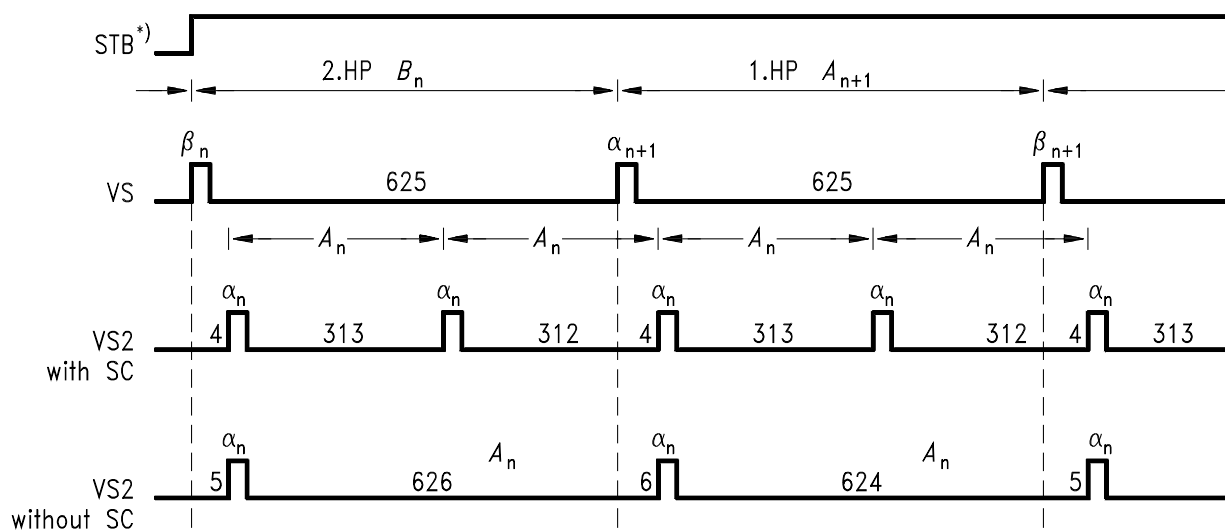 STB*)
2.HP Bn 1.HP An+1
βn αn+1 βn+1
VS 625 625
An An An An
αn αn αn αn αn
VS2 4 313 312 4 313 312 4 313
with SC
αn An αn An αn
VS2 5 626 6 624 5
without SC